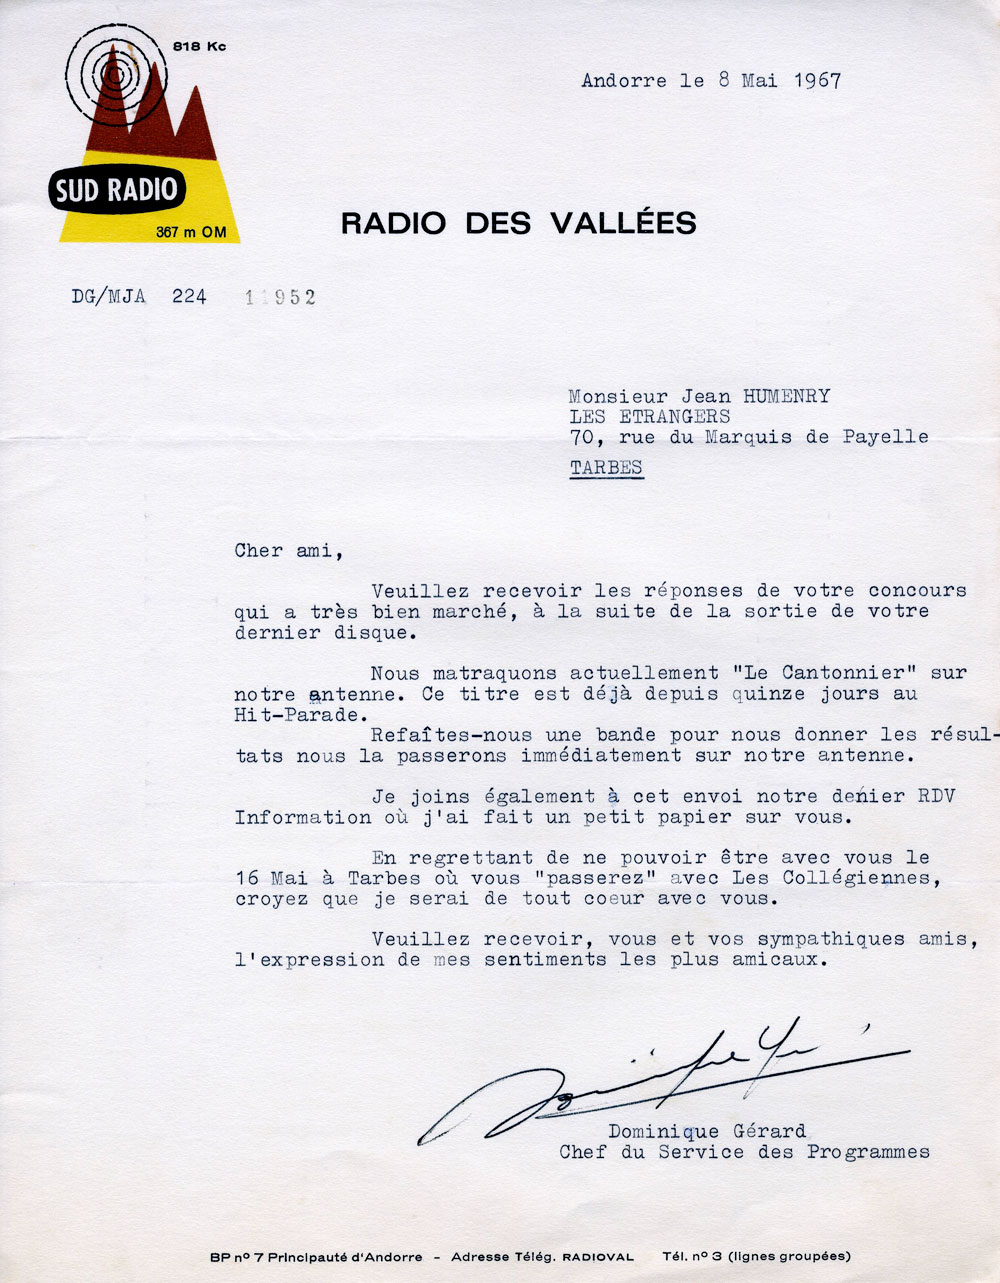 818 Kc
Andorre le 8 Mai 1967
SUD RADIO
367 m OM
RADIO DES VALLÉES
DG/MJA 224 11952
Monsieur Jean HUMENRY
LES ETRANGERS
70, rue du Marquis de Payelle
TARBES
Cher ami,
Veuillez recevoir les réponses de votre concours
qui a très bien marché, à la suite de la sortie de votre
dernier disque.
Nous matraquons actuellement "Le Cantonnier" sur
notre antenne. Ce titre est déjà depuis quinze jours au
Hit-Parade.
Refaîtes-nous une bande pour nous donner les résul-
tats nous la passerons immédiatement sur notre antenne.
Je joins également à cet envoi notre denier RDV
Information où j'ai fait un petit papier sur vous.
En regrettant de ne pouvoir être avec vous le
16 Mai à Tarbes où vous "passerez" avec Les Collégiennes,
croyez que je serai de tout coeur avec vous.
Veuillez recevoir, vous et vos sympathiques amis,
l'expression de mes sentiments les plus amicaux.
Dominique Gérard
Chef du Service des Programmes
BP nº 7 Principauté d'Andorre - Adresse Télég. RADIOVAL Tél. nº 3 (lignes groupées)